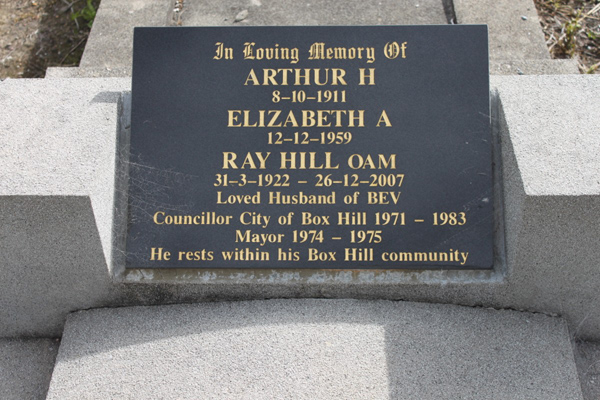 In Loving Memory Of
ARTHUR H
8–10–1911
ELIZABETH A
12–12–1959
RAY HILL OAM
31–3–1922 – 26–12–2007
Loved Husband of BEV
Councillor City of Box Hill 1971 – 1983
Mayor 1974 – 1975
He rests within his Box Hill community